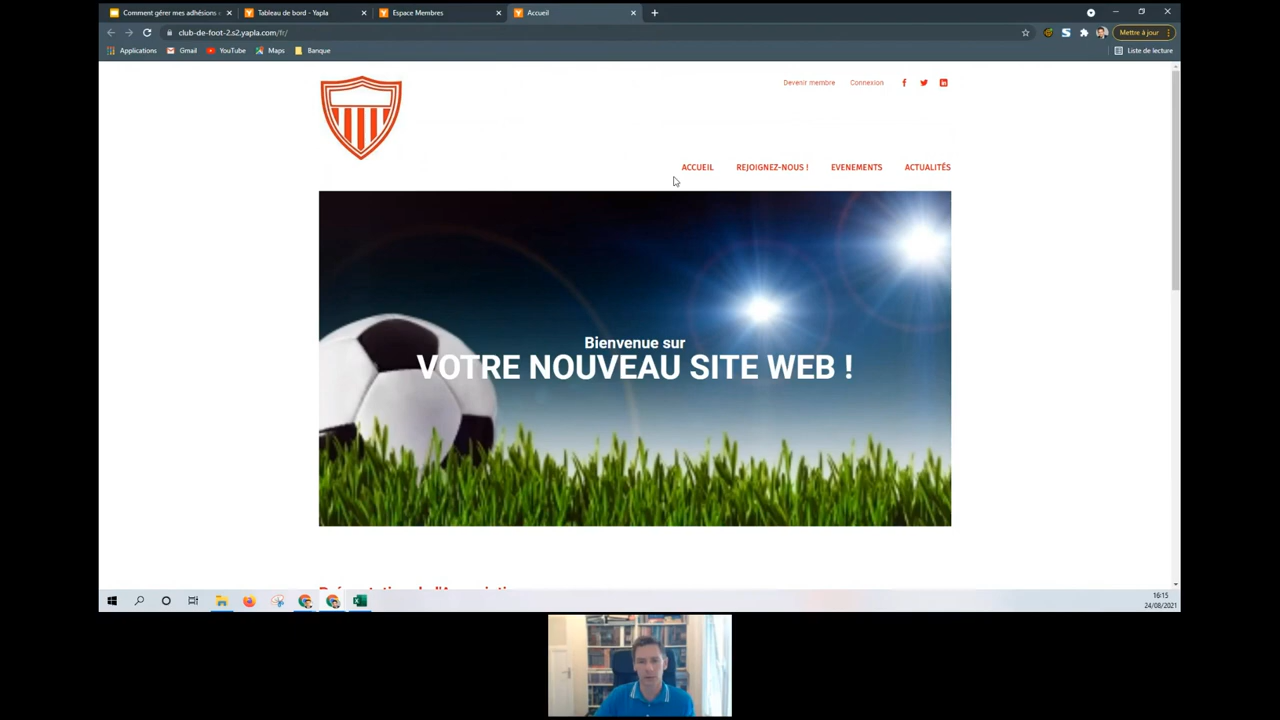 Comment gérer mes adhésions
Tableau de bord - Yapla
Espace Membres
Accueil
club-de-foot-2.s2.yapla.com/fr/
Mettre à jour
Applications
Gmail
YouTube
Maps
Banque
Liste de lecture
Devenir membre
Connexion
ACCUEIL
REJOIGNEZ-NOUS !
EVENEMENTS
ACTUALITÉS
Bienvenue sur
VOTRE NOUVEAU SITE WEB !
16:15
24/08/2021